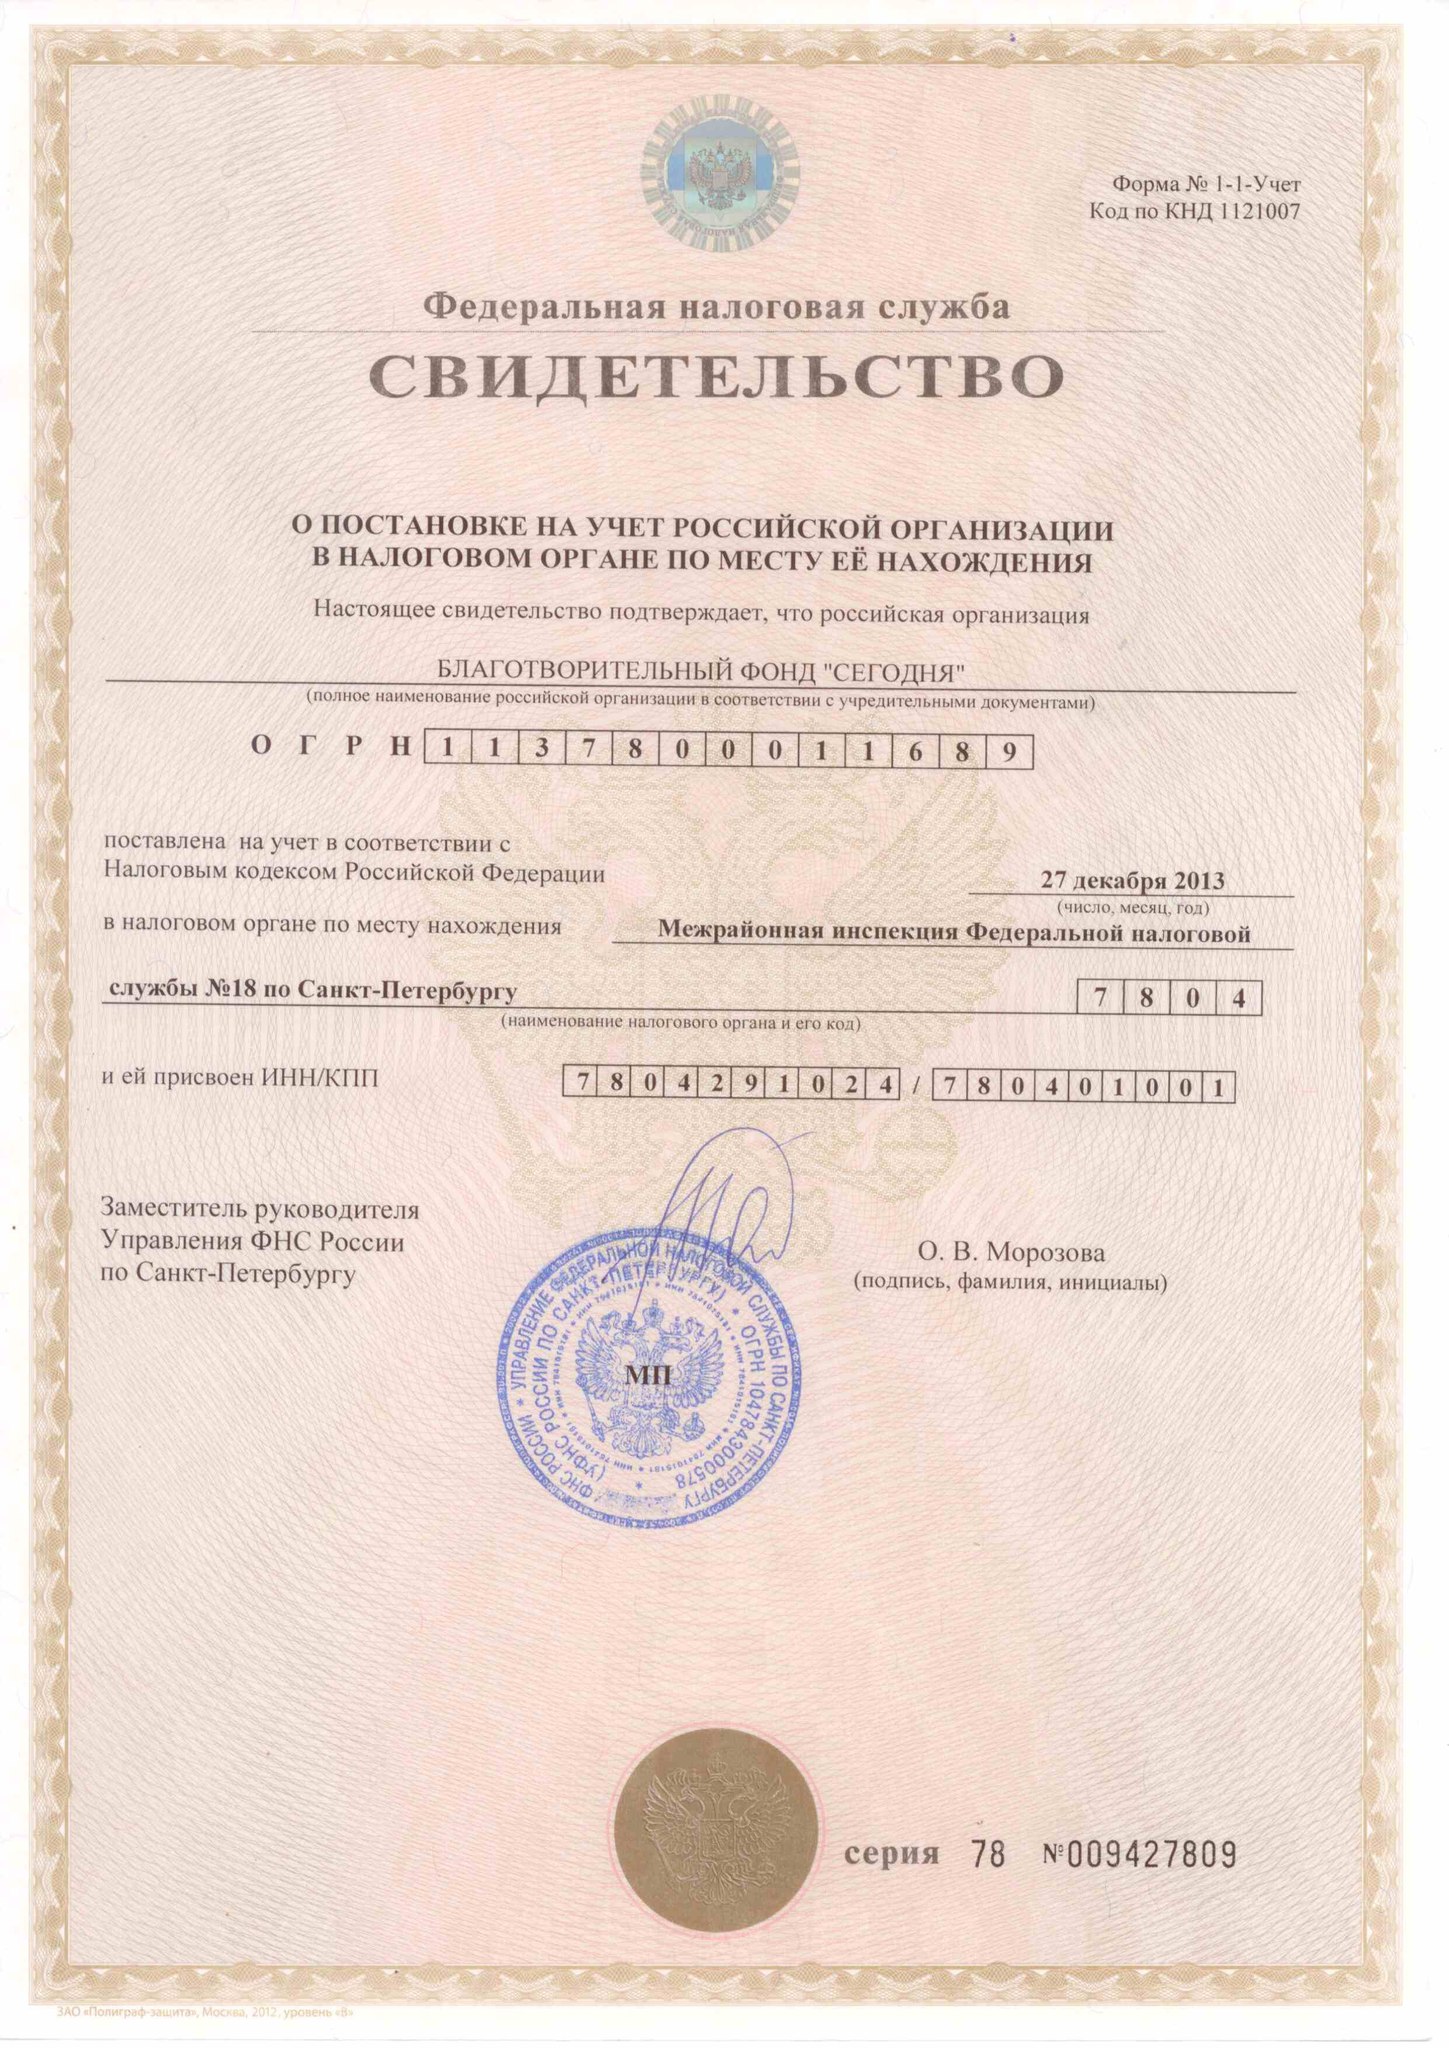 Форма № 1-1-Учет
Код по КНД 1121007
Федеральная налоговая служба
СВИДЕТЕЛЬСТВО
О ПОСТАНОВКЕ НА УЧЕТ РОССИЙСКОЙ ОРГАНИЗАЦИИ
В НАЛОГОВОМ ОРГАНЕ ПО МЕСТУ ЕЁ НАХОЖДЕНИЯ
Настоящее свидетельство подтверждает, что российская организация
БЛАГОТВОРИТЕЛЬНЫЙ ФОНД "СЕГОДНЯ"
(полное наименование российской организации в соответствии с учредительными документами)
О Г Р Н 1 1 3 7 8 0 0 0 1 1 6 8 9
поставлена на учет в соответствии с
Налоговым кодексом Российской Федерации
27 декабря 2013
(число, месяц, год)
в налоговом органе по месту нахождения Межрайонная инспекция Федеральной налоговой
службы №18 по Санкт-Петербургу 7 8 0 4
(наименование налогового органа и его код)
и ей присвоен ИНН/КПП 7 8 0 4 2 9 1 0 2 4 / 7 8 0 4 0 1 0 0 1
Заместитель руководителя
Управления ФНС России
по Санкт-Петербургу
О. В. Морозова
(подпись, фамилия, инициалы)
УПРАВЛЕНИЕ ФЕДЕРАЛЬНОЙ НАЛОГОВОЙ СЛУЖБЫ ПО САНКТ-ПЕТЕРБУРГУ
ФНС РОССИИ
(УФНС РОССИИ ПО САНКТ-ПЕТЕРБУРГУ) * ОГРН 1047843000578
ИНН 7841015181
МП
серия 78 №009427809
ЗАО «Полиграф-защита», Москва, 2012, уровень «В»